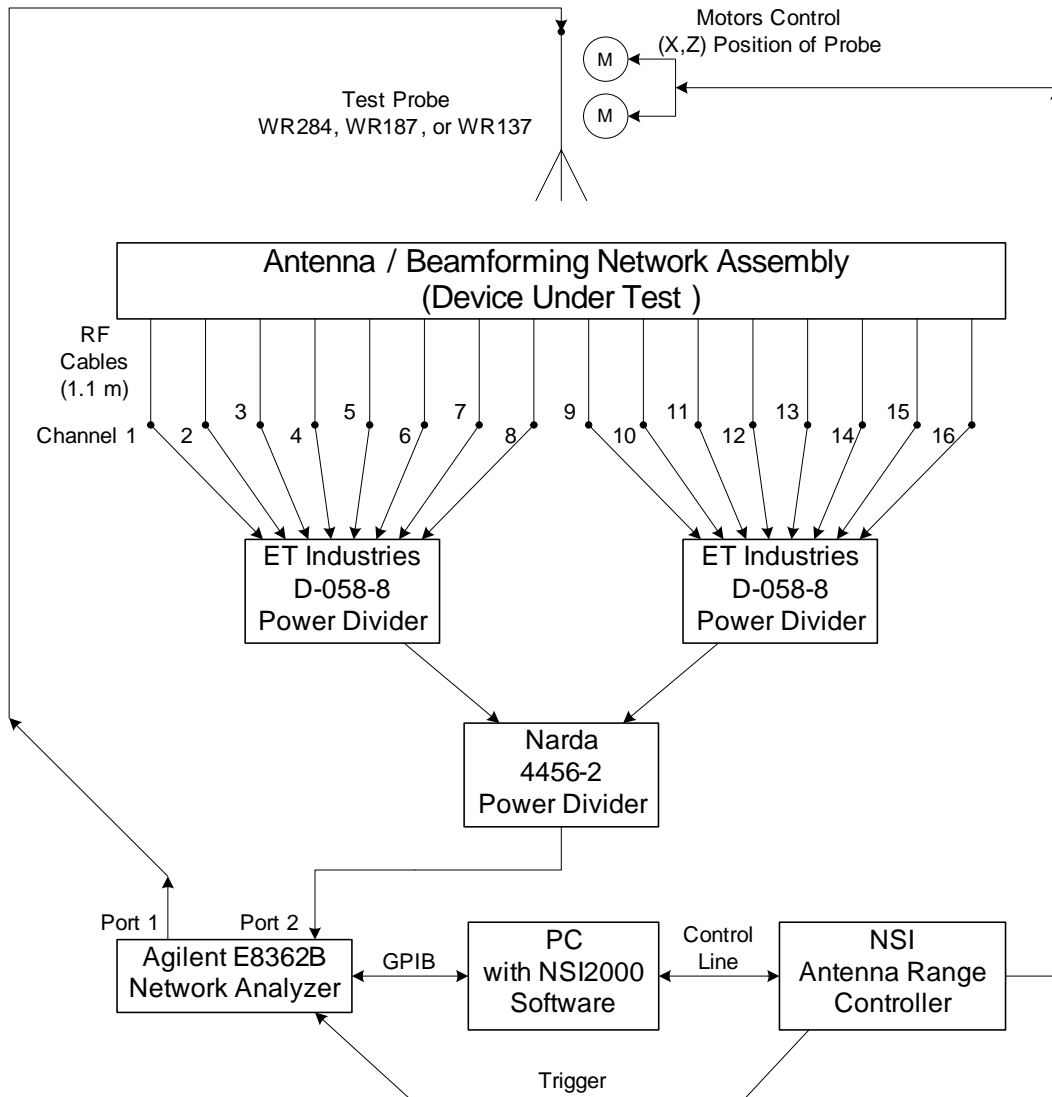 Motors Control
(X,Z) Position of Probe
M
M
Test Probe
WR284, WR187, or WR137
Antenna / Beamforming Network Assembly
(Device Under Test )
RF
Cables
(1.1 m)
Channel 1
2
3
4
5
6
7
8
9
10
11
12
13
14
15
16
ET Industries
D-058-8
Power Divider
ET Industries
D-058-8
Power Divider
Narda
4456-2
Power Divider
Port 1
Port 2
Agilent E8362B
Network Analyzer
GPIB
PC
with NSI2000
Software
Control
Line
NSI
Antenna Range
Controller
Trigger